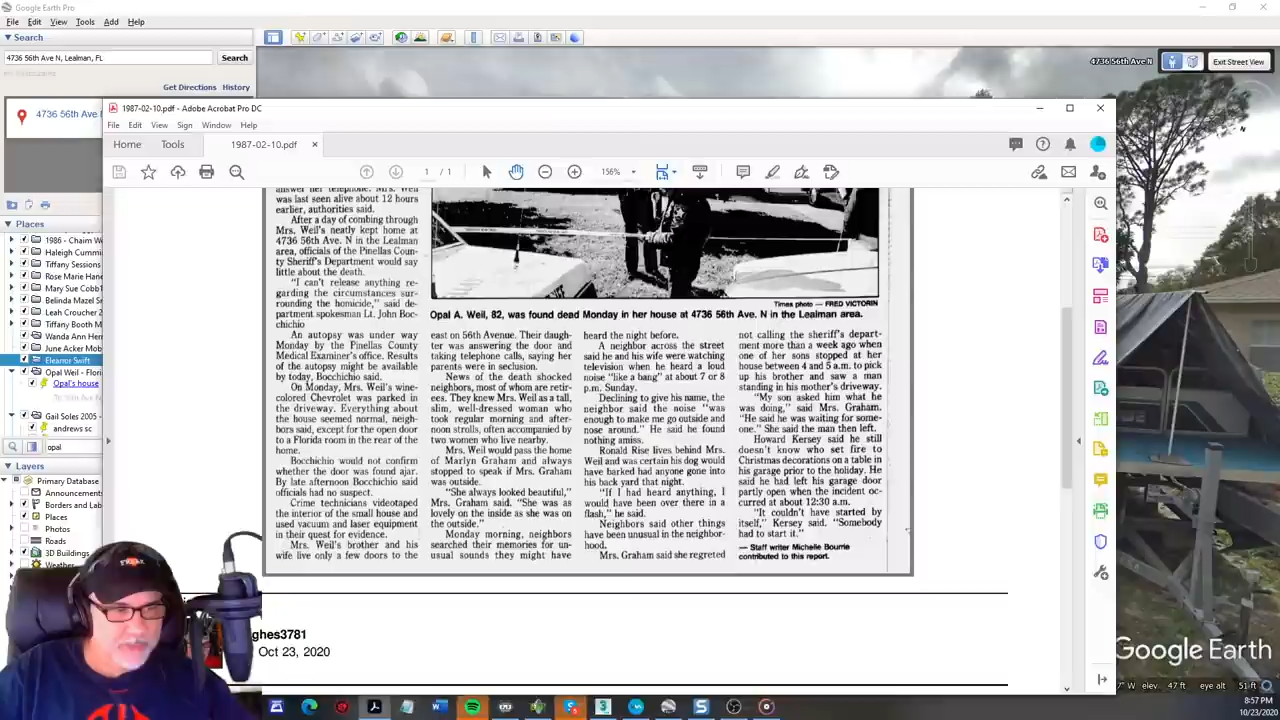 Google Earth Pro
File Edit View Tools Add Help
Search
4736 56th Ave N, Lealman, FL
Search
Get Directions History
4736 56th Ave
4736 56th Ave N
Exit Street View
1987-02-10.pdf - Adobe Acrobat Pro DC
File Edit View Sign Window Help
Home Tools 1987-02-10.pdf ×
1 / 1 156%
Places
1986 - Chaim W
Haleigh Cummin
Tiffany Sessions
Rose Marie Hane
Mary Sue Cobb
Belinda Mazel Sn
Leah Croucher D
Tiffany Booth M
Wanda Ann Herr
June Acker Mob
Eleanor Swift
Opal Weil - Flori
Opal's house
Gail Soles 2005 -
andrews sc
opal
Layers
Primary Database
Announcements
Borders and Lab
Places
Photos
Roads
3D Buildings
Weather
answer her telephone. Mrs. Weil
was last seen alive about 12 hours
earlier, authorities said.
After a day of combing through
Mrs. Weil's neatly kept home at
4736 56th Ave. N in the Lealman
area, officials of the Pinellas Coun-
ty Sheriff's Department would say
little about the death.
"I can't release anything re-
garding the circumstances sur-
rounding the homicide," said de-
partment spokesman Lt. John Boc-
chichio
An autopsy was under way
Monday by the Pinellas County
Medical Examiner's office. Results
of the autopsy might be available
by today, Bocchichio said.
On Monday, Mrs. Weil's wine-
colored Chevrolet was parked in
the driveway. Everything about
the house seemed normal, neigh-
bors said, except for the open door
to a Florida room in the rear of the
home.
Bocchichio would not confirm
whether the door was found ajar.
By late afternoon Bocchichio said
officials had no suspect.
Crime technicians videotaped
the interior of the small house and
used vacuum and laser equipment
in their quest for evidence.
Mrs. Weil's brother and his
wife live only a few doors to the
Times photo — FRED VICTORIN
Opal A. Weil, 82, was found dead Monday in her house at 4736 56th Ave. N in the Lealman area.
east on 56th Avenue. Their daugh-
ter was answering the door and
taking telephone calls, saying her
parents were in seclusion.
News of the death shocked
neighbors, most of whom are retir-
ees. They knew Mrs. Weil as a tall,
slim, well-dressed woman who
took regular morning and after-
noon strolls, often accompanied by
two women who live nearby.
Mrs. Weil would pass the home
of Marlyn Graham and always
stopped to speak if Mrs. Graham
was outside.
"She always looked beautiful,"
Mrs. Graham said. "She was as
lovely on the inside as she was on
the outside."
Monday morning, neighbors
searched their memories for un-
usual sounds they might have
heard the night before.
A neighbor across the street
said he and his wife were watching
television when he heard a loud
noise "like a bang" at about 7 or 8
p.m. Sunday.
Declining to give his name, the
neighbor said the noise "was
enough to make me go outside and
nose around." He said he found
nothing amiss.
Ronald Rise lives behind Mrs.
Weil and was certain his dog would
have barked had anyone gone into
his back yard that night.
"If I had heard anything, I
would have been over there in a
flash," he said.
Neighbors said other things
have been unusual in the neighbor-
hood.
Mrs. Graham said she regretted
not calling the sheriff's depart-
ment more than a week ago when
one of her sons stopped at her
house between 4 and 5 a.m. to pick
up his brother and saw a man
standing in his mother's driveway.
"My son asked him what he
was doing," said Mrs. Graham.
"He said he was waiting for some-
one." She said the man then left.
Howard Kersey said he still
doesn't know who set fire to
Christmas decorations on a table in
his garage prior to the holiday. He
said he had left his garage door
partly open when the incident oc-
curred at about 12:30 a.m.
"It couldn't have started by
itself," Kersey said. "Somebody
had to start it."
— Staff writer Michelle Bourrie
contributed to this report.
ghes3781
Oct 23, 2020
Google Earth
elev 47 ft eye alt 51 ft
8:57 PM
10/23/2020